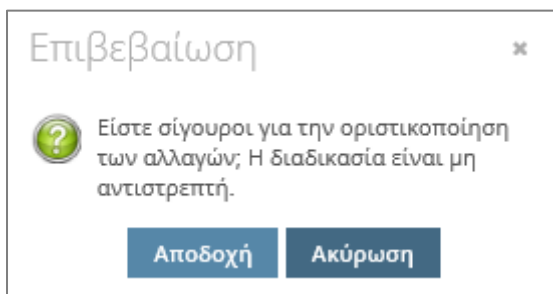 Επιβεβαίωση
Είστε σίγουροι για την οριστικοποίηση
των αλλαγών; Η διαδικασία είναι μη
αντιστρεπτή.
Αποδοχή Ακύρωση